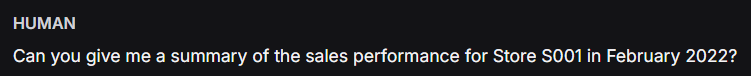 HUMAN
Can you give me a summary of the sales performance for Store S001 in February 2022?